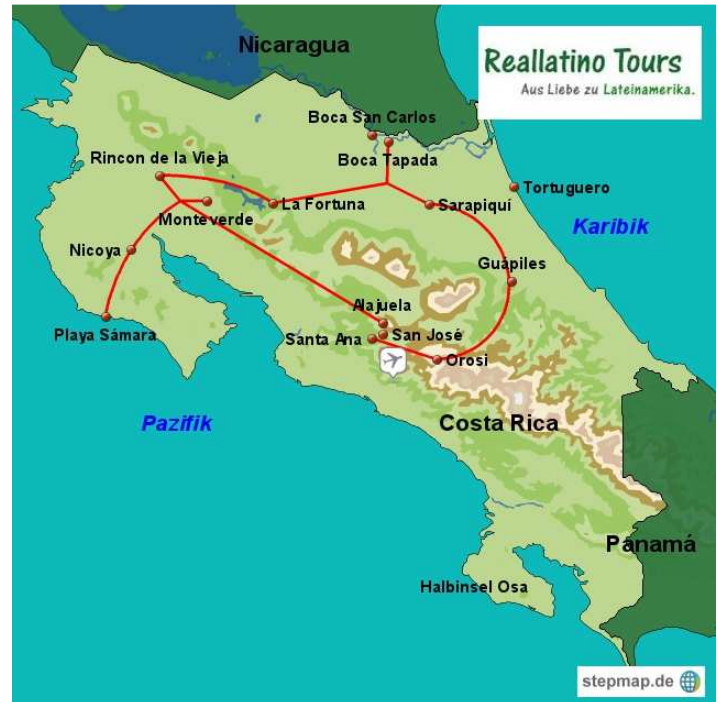 Nicaragua
Reallatino Tours
Aus Liebe zu Lateinamerika.
Boca San Carlos
Boca Tapada
Rincon de la Vieja
Tortuguero
Monteverde
La Fortuna
Sarapiquí
Karibik
Nicoya
Guápiles
Alajuela
Playa Sámara
Santa Ana
San José
Orosi
Pazifik
Costa Rica
Panamá
Halbinsel Osa
stepmap.de